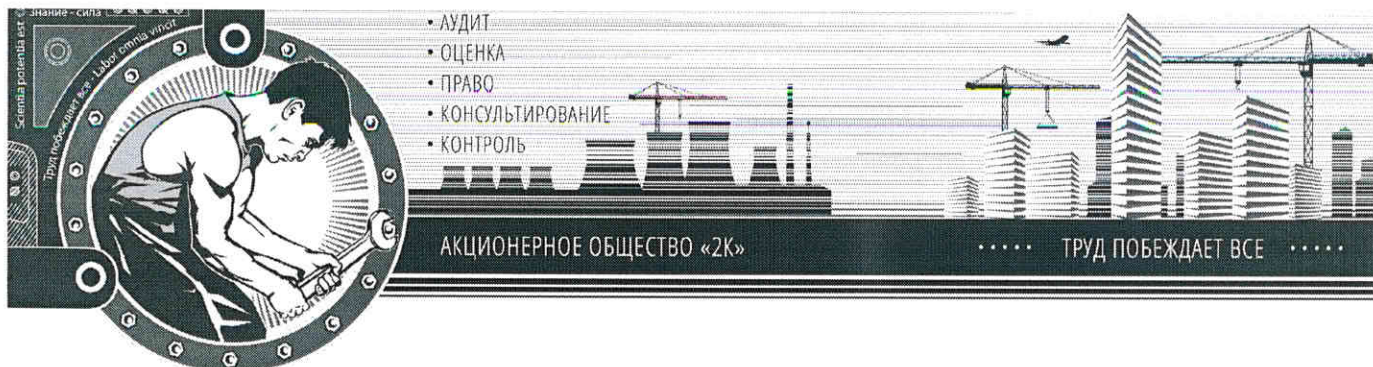 Scientia potentia est
знание - сила
Труд побеждает все - Labor omnia vincit
• АУДИТ
• ОЦЕНКА
• ПРАВО
• КОНСУЛЬТИРОВАНИЕ
• КОНТРОЛЬ
АКЦИОНЕРНОЕ ОБЩЕСТВО «2К»
ТРУД ПОБЕЖДАЕТ ВСЕ